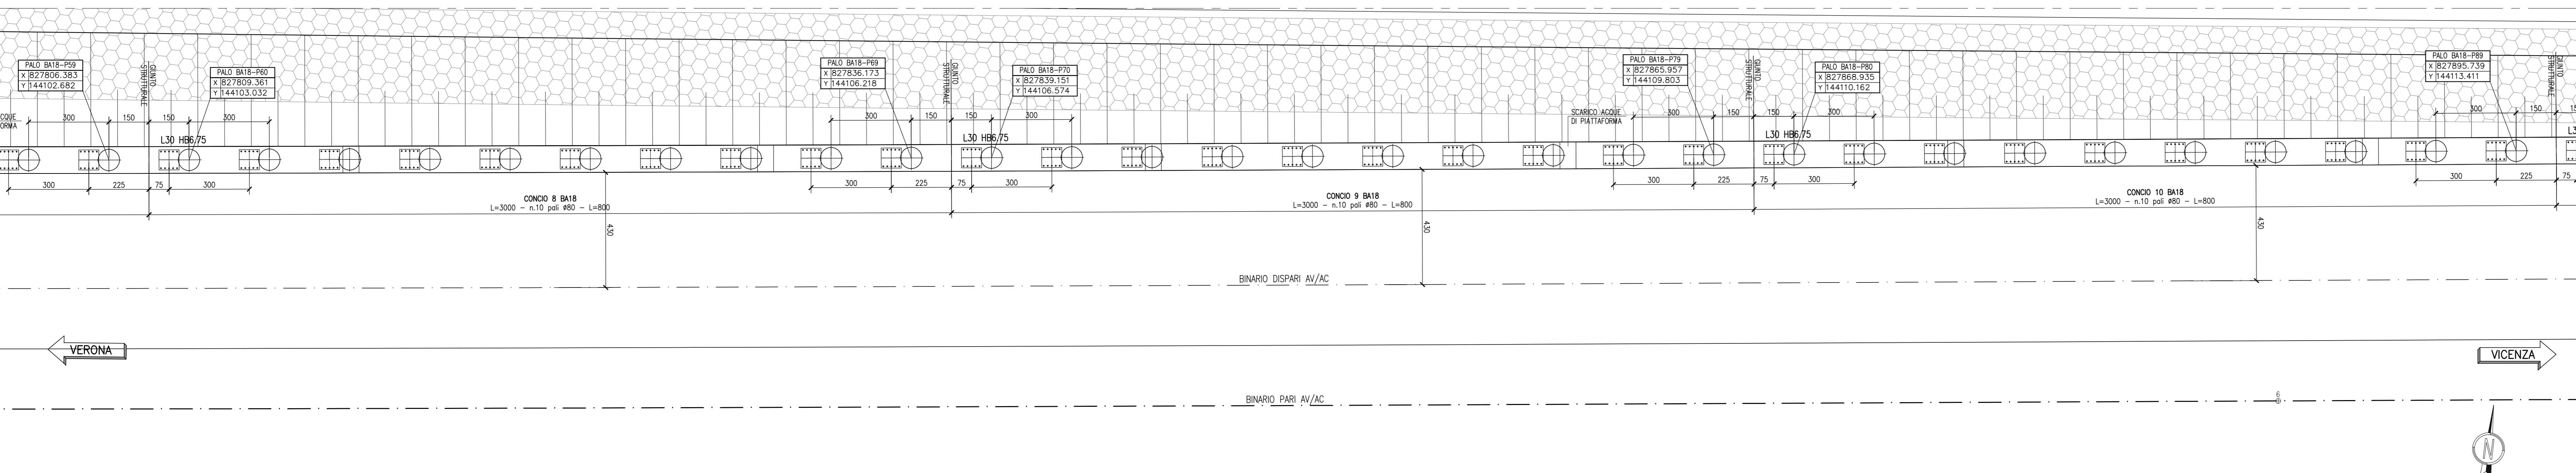 PALO BA18-P59
X 827806.383
Y 144102.682
GIUNTO
STRUTTURALE
PALO BA18-P60
X 827809.361
Y 144103.032
PALO BA18-P69
X 827836.173
Y 144106.218
GIUNTO
STRUTTURALE
PALO BA18-P70
X 827839.151
Y 144106.574
PALO BA18-P79
X 827865.957
Y 144109.803
GIUNTO
STRUTTURALE
PALO BA18-P80
X 827868.935
Y 144110.162
PALO BA18-P89
X 827895.739
Y 144113.411
GIUNTO
STRUTTURALE
CQUE
ORMA
300 150 150 300
300 150 150 300
SCARICO ACQUE
DI PIATTAFORMA
300 150 150 300
300 150 15
L30 HB6.75
L30 HB6.75
L30 HB6.75
L3
300 225 75 300
300 225 75 300
300 225 75 300
300 225 75
CONCIO 8 BA18
L=3000 - n.10 pali ø80 - L=800
CONCIO 9 BA18
L=3000 - n.10 pali ø80 - L=800
CONCIO 10 BA18
L=3000 - n.10 pali ø80 - L=800
430
430
430
BINARIO DISPARI AV/AC
VERONA
VICENZA
BINARIO PARI AV/AC
6
N